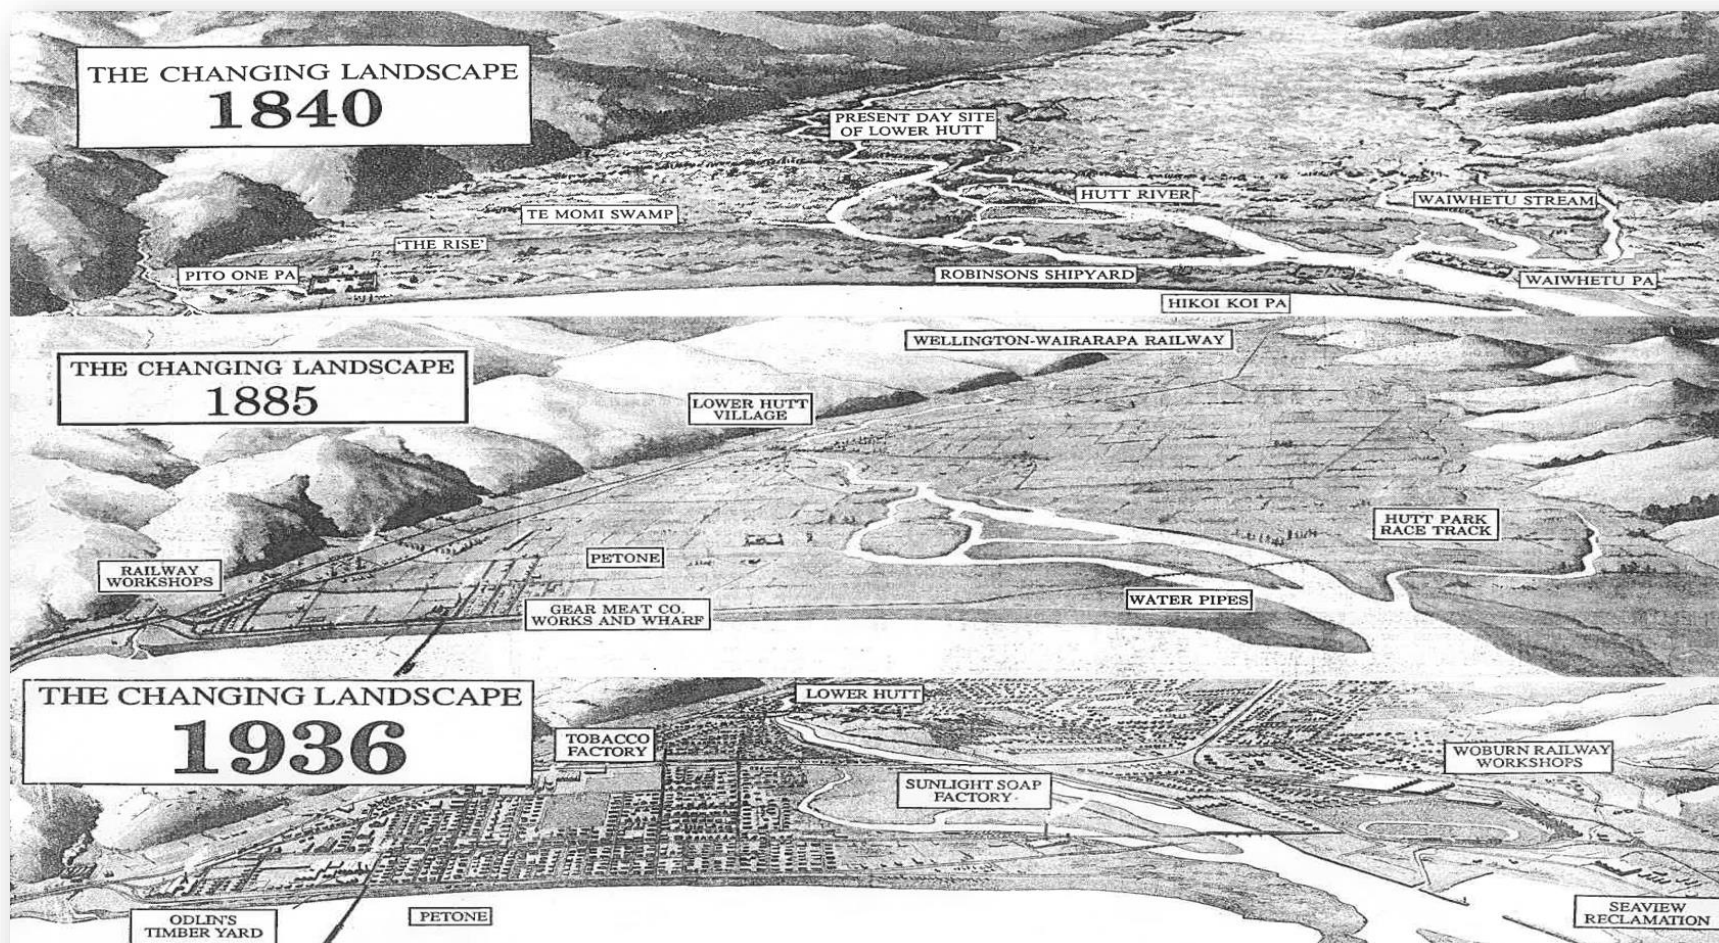 THE CHANGING LANDSCAPE
1840
PRESENT DAY SITE
OF LOWER HUTT
HUTT RIVER
WAIWHETU STREAM
TE MOMI SWAMP
'THE RISE'
PITO ONE PA
ROBINSONS SHIPYARD
WAIWHETU PA
HIKOI KOI PA
THE CHANGING LANDSCAPE
1885
WELLINGTON-WAIRARAPA RAILWAY
LOWER HUTT
VILLAGE
HUTT PARK
RACE TRACK
RAILWAY
WORKSHOPS
PETONE
WATER PIPES
GEAR MEAT CO.
WORKS AND WHARF
THE CHANGING LANDSCAPE
1936
LOWER HUTT
TOBACCO
FACTORY
WOBURN RAILWAY
WORKSHOPS
SUNLIGHT SOAP
FACTORY
ODLIN'S
TIMBER YARD
PETONE
SEAVIEW
RECLAMATION